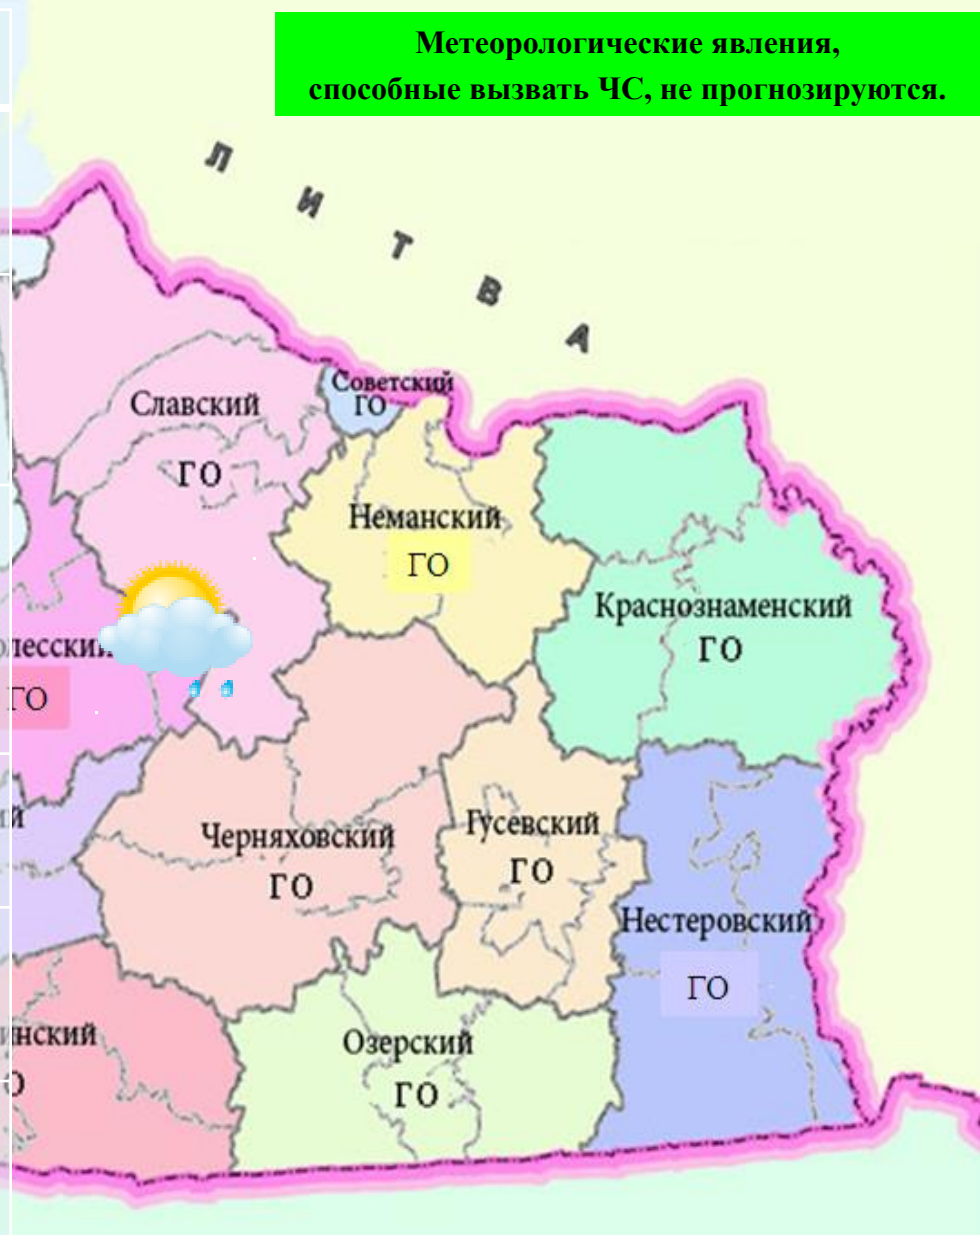 Метеорологические явления,
способные вызвать ЧС, не прогнозируются.
ЛИТВА
Советский
ГО
Славский
ГО
Неманский
ГО
Краснознаменский
ГО
ГО
Черняховский
ГО
Гусевский
ГО
Нестеровский
ГО
Озерский
ГО